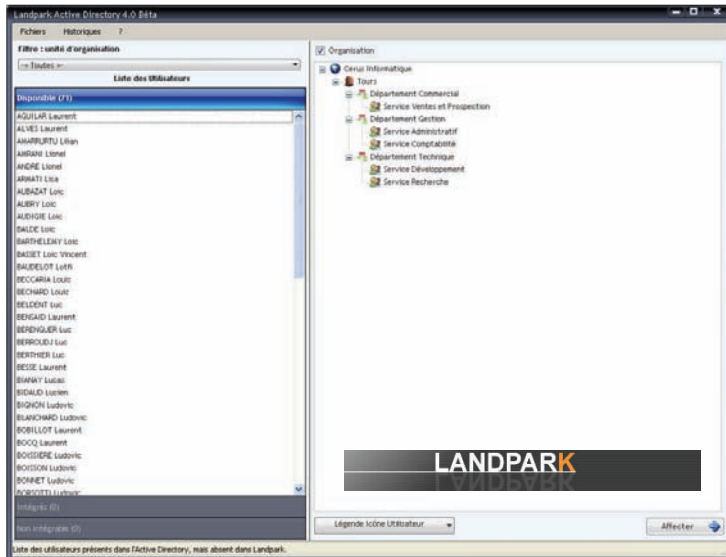 Landpark Active Directory 4.0 Béta
Fichiers Historiques ?
Filtre : unité d'organisation
-= Toutes =-
Liste des Utilisateurs
Disponible (71)
AGUILAR Laurent
ALVES Laurent
AMARRURTU Lilian
AMRANI Lionel
ANDRE Lionel
ARMATI Lisa
AUBAZAT Loic
AUBRY Loic
AUDIGIE Loic
BALDE Loic
BARTHELEMY Loic
BASSET Loic Vincent
BAUDELOT Lotfi
BECCARIA Louis
BECHARD Louis
BELDENT Luc
BENSAID Laurent
BERENGUER Luc
BERROUDJ Luc
BERTHIER Luc
BESSE Laurent
BIANAY Lucas
BIDAUD Lucien
BIGNON Ludovic
BLANCHARD Ludovic
BOBILLOT Laurent
BOCQ Laurent
BOISSIERE Ludovic
BOISSON Ludovic
BONNET Ludovic
BORSOTTI Ludovic
Intégrés (0)
Non intégrables (0)
Organisation
Cerus Informatique
Tours
Département Commercial
Service Ventes et Prospection
Département Gestion
Service Administratif
Service Comptabilité
Département Technique
Service Développement
Service Recherche
LANDPARK
Légende Icône Utilisateur
Affecter
Liste des utilisateurs présents dans l'Active Directory, mais absent dans Landpark.